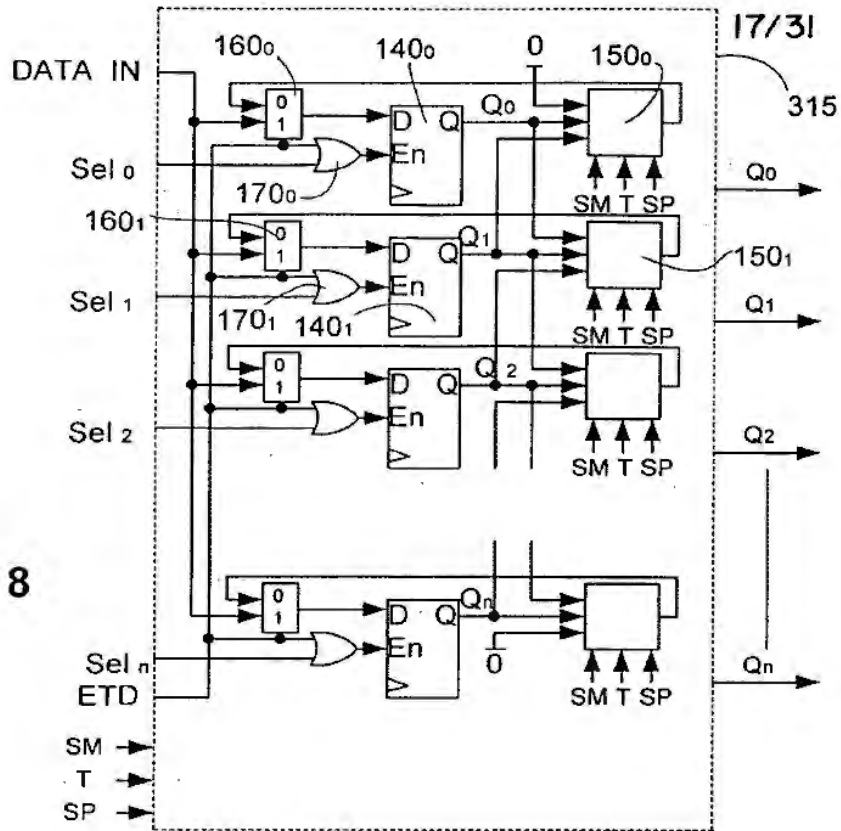 17/31
160₀ 140₀ 0 150₀ 315
DATA IN
0
1
D Q Q₀
En
Sel ₀
170₀
SM T SP
Q₀
160₁
0
1
D Q Q₁
En
150₁
Sel ₁
170₁ 140₁
SM T SP
Q₁
0
1
D Q Q ₂
En
Sel ₂
SM T SP
Q₂
8
0
1
D Q Qₙ
En
0
Sel ₙ
SM T SP
Qₙ
ETD
SM
T
SP